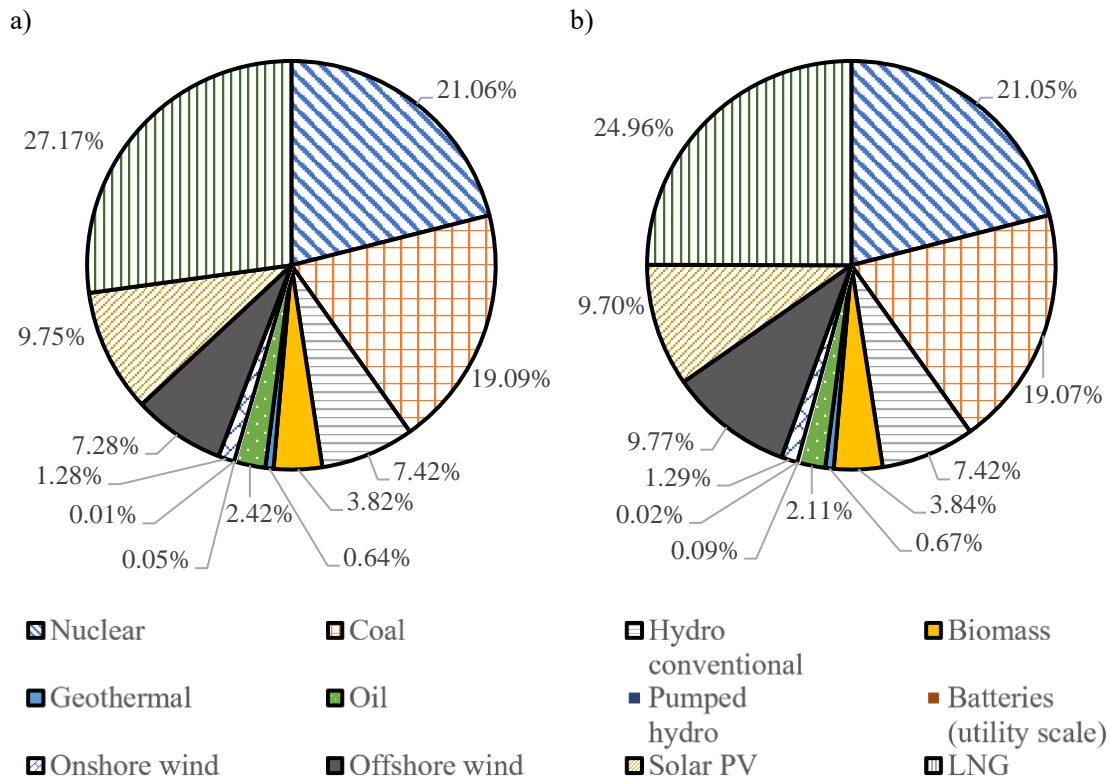 a)
21.06%
27.17%
19.09%
9.75%
7.28%
7.42%
1.28%
3.82%
0.01%
2.42%
0.05%
0.64%
b)
21.05%
24.96%
9.70%
19.07%
9.77%
7.42%
1.29%
3.84%
0.02%
2.11%
0.67%
0.09%
Nuclear
Coal
Hydro
conventional
Biomass
Geothermal
Oil
Pumped
hydro
Batteries
(utility scale)
Onshore wind
Offshore wind
Solar PV
LNG